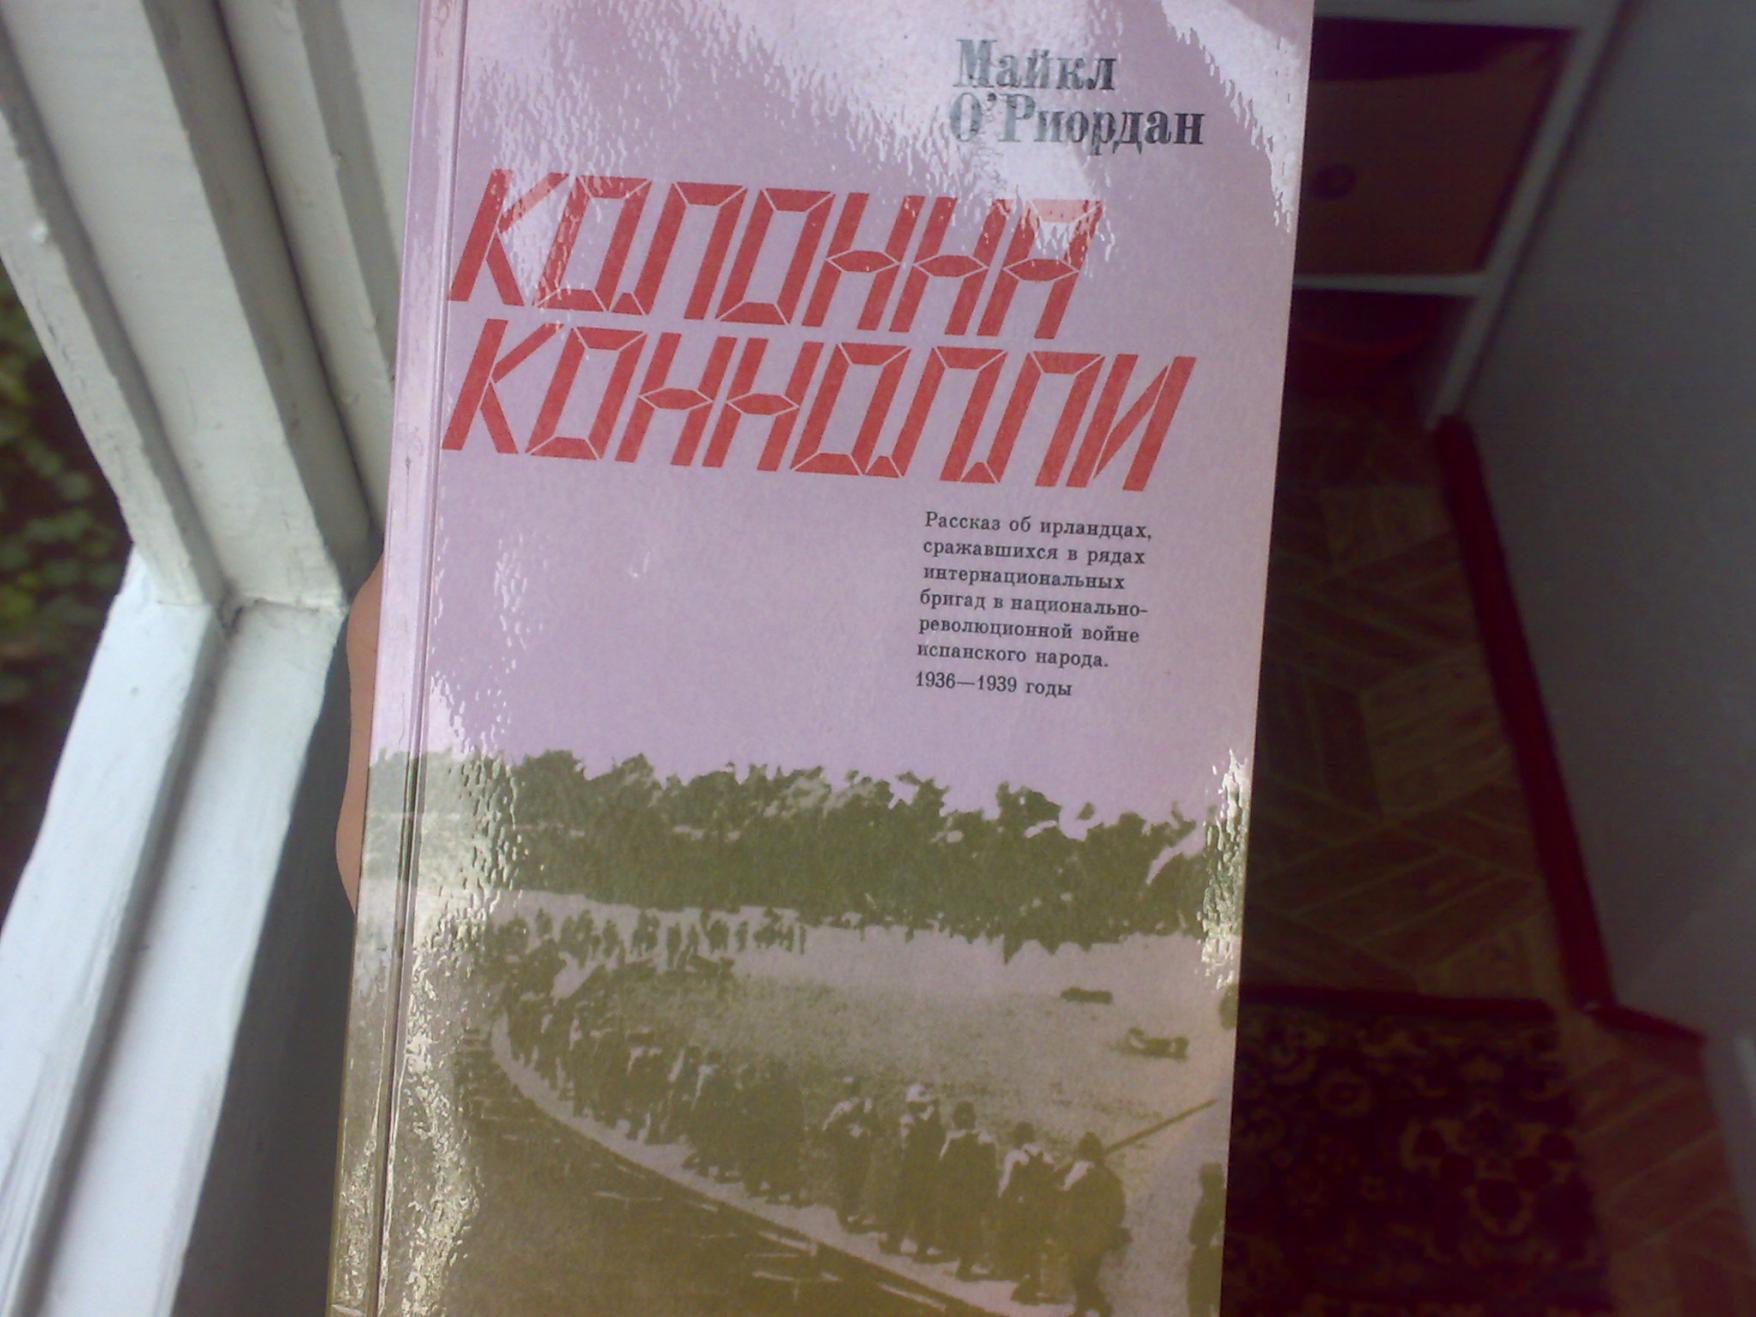 Майкл
О'Риордан
КОЛОННА
КОННОЛЛИ
Рассказ об ирландцах,
сражавшихся в рядах
интернациональных
бригад в национально-
революционной войне
испанского народа.
1936—1939 годы